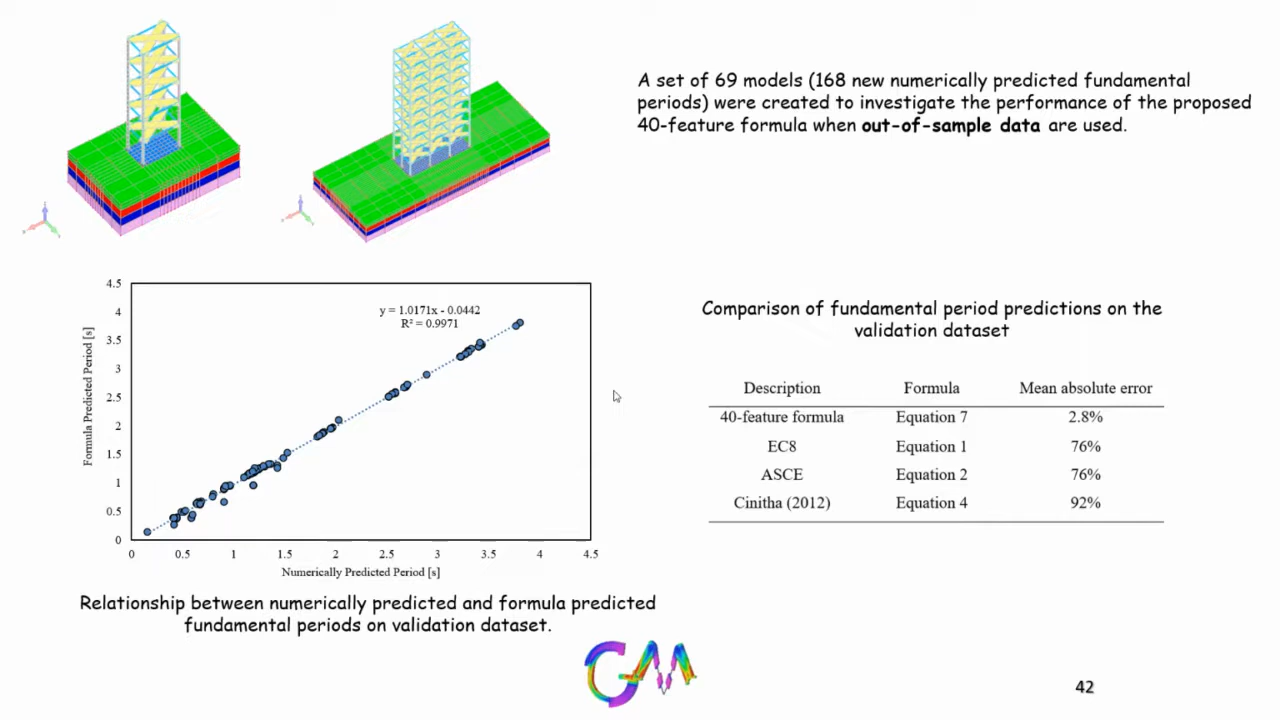 A set of 69 models (168 new numerically predicted fundamental
periods) were created to investigate the performance of the proposed
40-feature formula when out-of-sample data are used.
4.5
4
3.5
3
2.5
2
1.5
1
0.5
0
0 0.5 1 1.5 2 2.5 3 3.5 4 4.5
Formula Predicted Period [s]
y = 1.0171x - 0.0442
R² = 0.9971
Numerically Predicted Period [s]
Relationship between numerically predicted and formula predicted
fundamental periods on validation dataset.
Comparison of fundamental period predictions on the
validation dataset
Description Formula Mean absolute error
40-feature formula Equation 7 2.8%
EC8 Equation 1 76%
ASCE Equation 2 76%
Cinitha (2012) Equation 4 92%
42